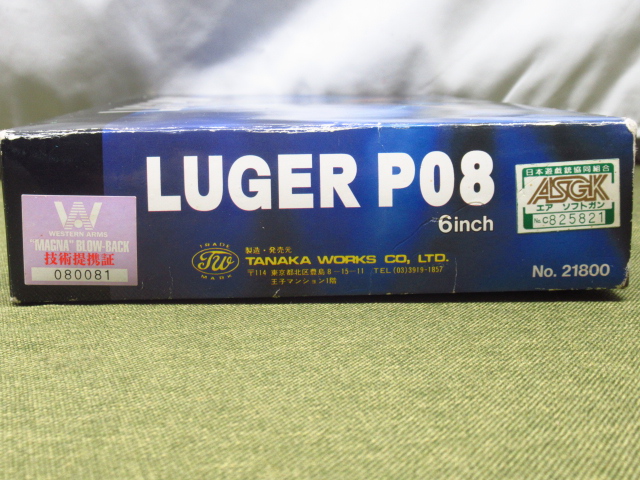 LUGER P08
6inch
日本遊戯銃協同組合
ASGK
エア ソフトガン
No.C825821
W
WESTERN ARMS
"MAGNA" BLOW-BACK
技術提携証
080081
TRADE
TW
MARK
製造・発売元
TANAKA WORKS CO, LTD.
〒114 東京都北区豊島8-15-11 TEL(03)3919-1857
王子マンション1階
No. 21800